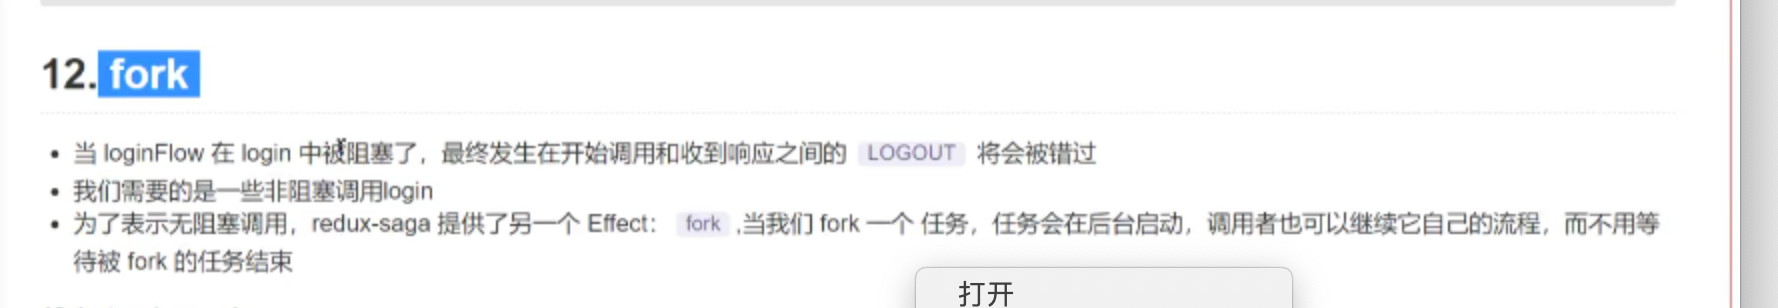 12. fork
当 loginFlow 在 login 中被阻塞了，最终发生在开始调用和收到响应之间的 LOGOUT 将会被错过
我们需要的是一些非阻塞调用login
为了表示无阻塞调用，redux-saga 提供了另一个 Effect： fork ,当我们 fork 一个 任务，任务会在后台启动，调用者也可以继续它自己的流程，而不用等
待被 fork 的任务结束
打开